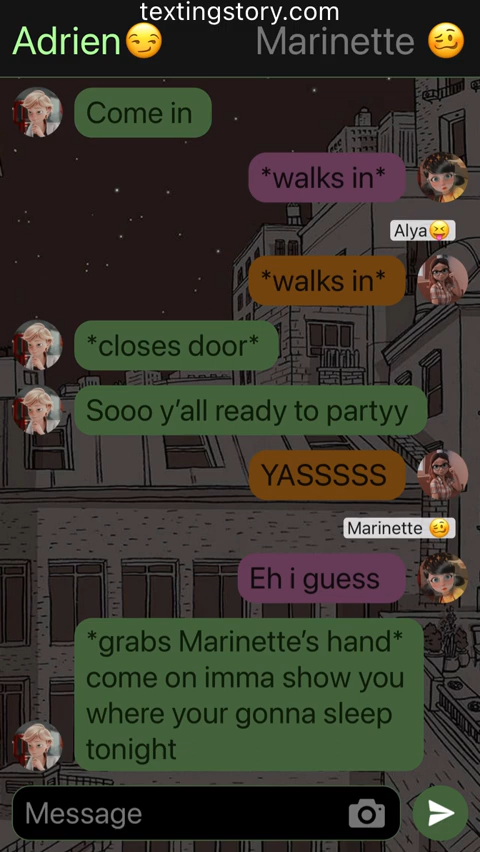 textingstory.com
Adrien😏 Marinette 🥴
Come in
*walks in*
Alya😝
*walks in*
*closes door*
Sooo y’all ready to partyy
YASSSSS
Marinette 🥴
Eh i guess
*grabs Marinette’s hand*
come on imma show you
where your gonna sleep
tonight
Message